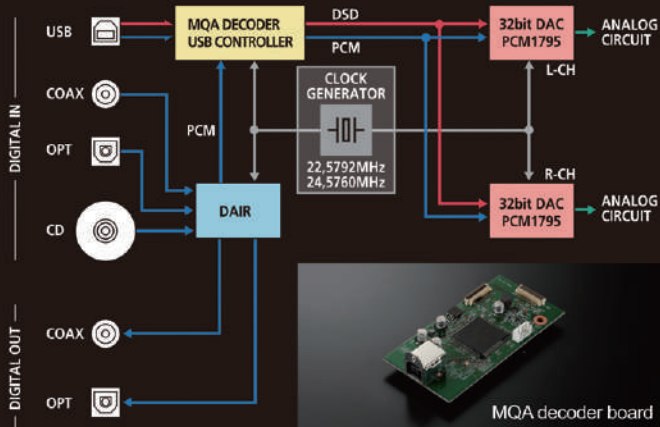 DIGITAL IN
USB
COAX
OPT
CD
MQA DECODER
USB CONTROLLER
DSD
PCM
32bit DAC
PCM1795
ANALOG
CIRCUIT
L-CH
CLOCK
GENERATOR
22,5792MHz
24,5760MHz
PCM
DAIR
R-CH
32bit DAC
PCM1795
ANALOG
CIRCUIT
DIGITAL OUT
COAX
OPT
MQA decoder board